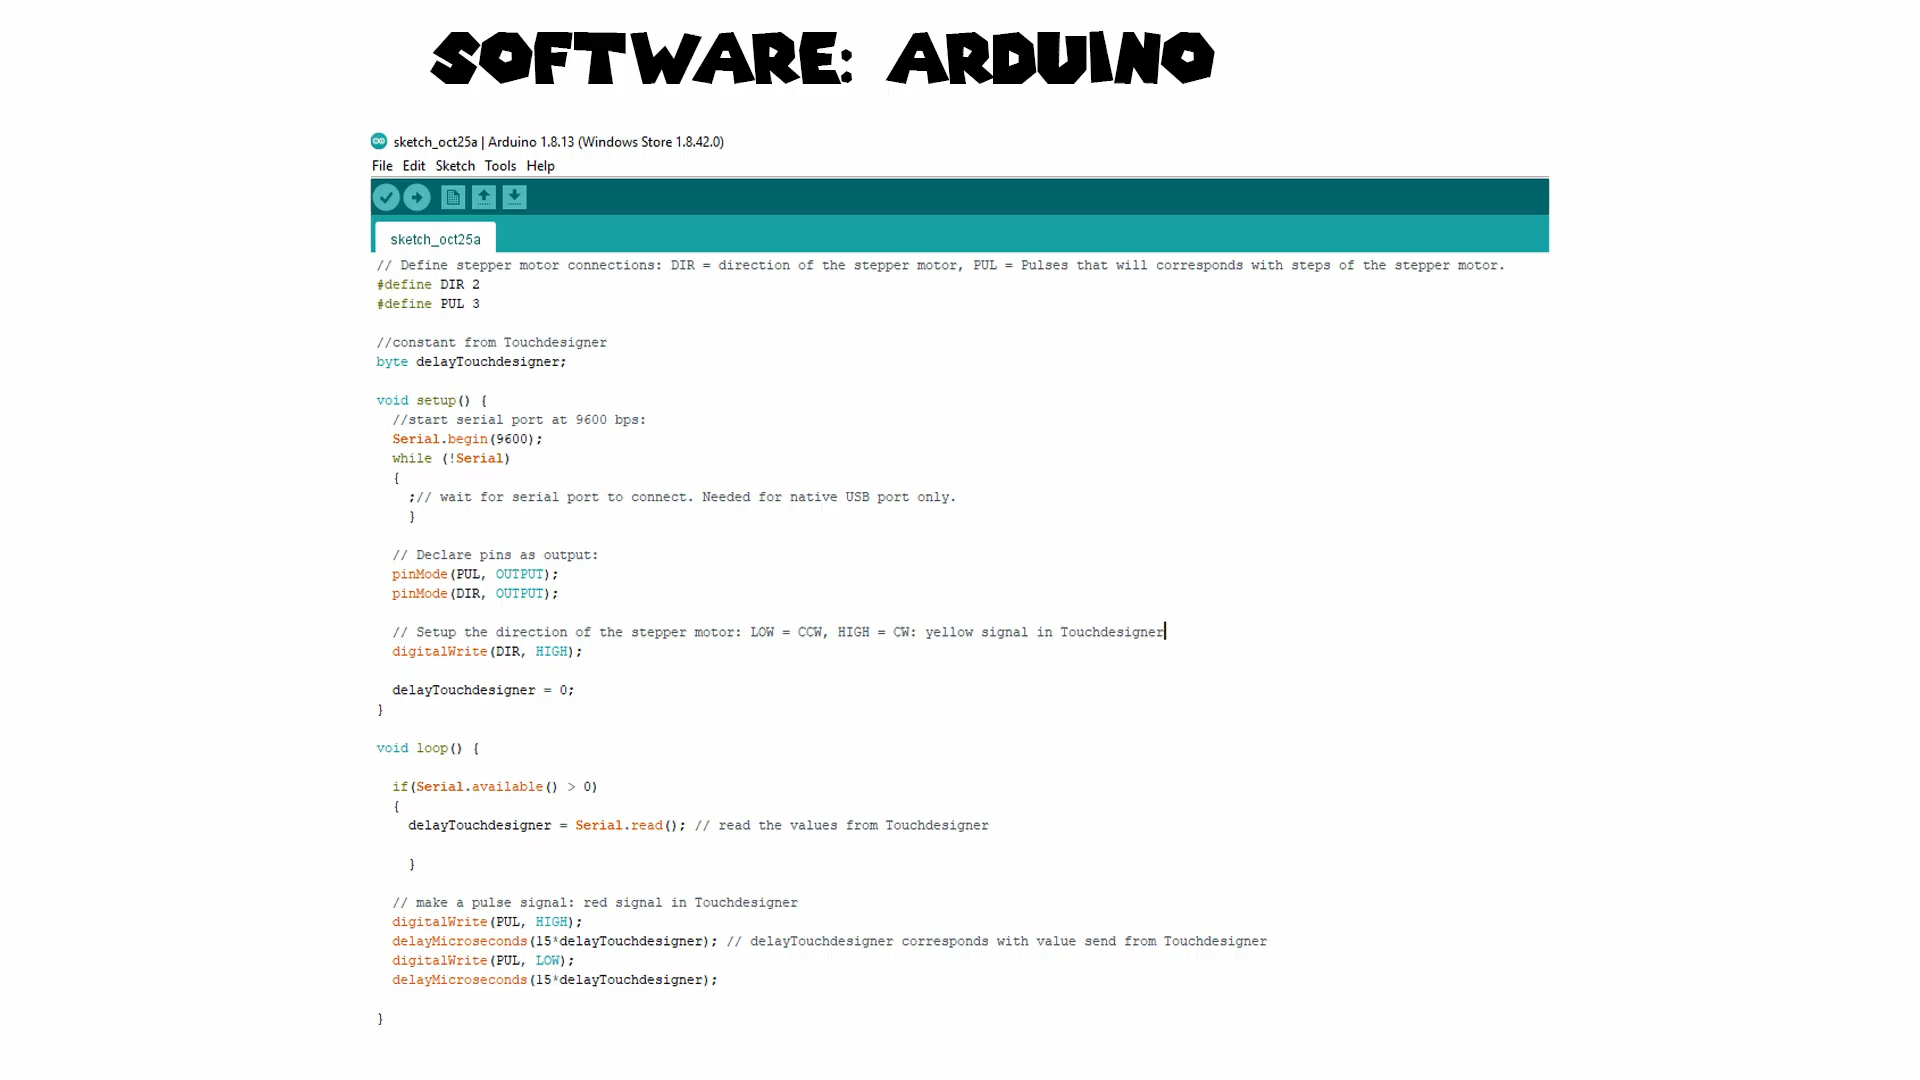 SOFTWARE: ARDUINO
sketch_oct25a | Arduino 1.8.13 (Windows Store 1.8.42.0)
File Edit Sketch Tools Help
sketch_oct25a
// Define stepper motor connections: DIR = direction of the stepper motor, PUL = Pulses that will corresponds with steps of the stepper motor.
#define DIR 2
#define PUL 3
//constant from Touchdesigner
byte delayTouchdesigner;
void setup() {
//start serial port at 9600 bps:
Serial.begin(9600);
while (!Serial)
{
;// wait for serial port to connect. Needed for native USB port only.
}
// Declare pins as output:
pinMode(PUL, OUTPUT);
pinMode(DIR, OUTPUT);
// Setup the direction of the stepper motor: LOW = CCW, HIGH = CW: yellow signal in Touchdesigner
digitalWrite(DIR, HIGH);
delayTouchdesigner = 0;
}
void loop() {
if(Serial.available() > 0)
{
delayTouchdesigner = Serial.read(); // read the values from Touchdesigner
}
// make a pulse signal: red signal in Touchdesigner
digitalWrite(PUL, HIGH);
delayMicroseconds(15*delayTouchdesigner); // delayTouchdesigner corresponds with value send from Touchdesigner
digitalWrite(PUL, LOW);
delayMicroseconds(15*delayTouchdesigner);
}